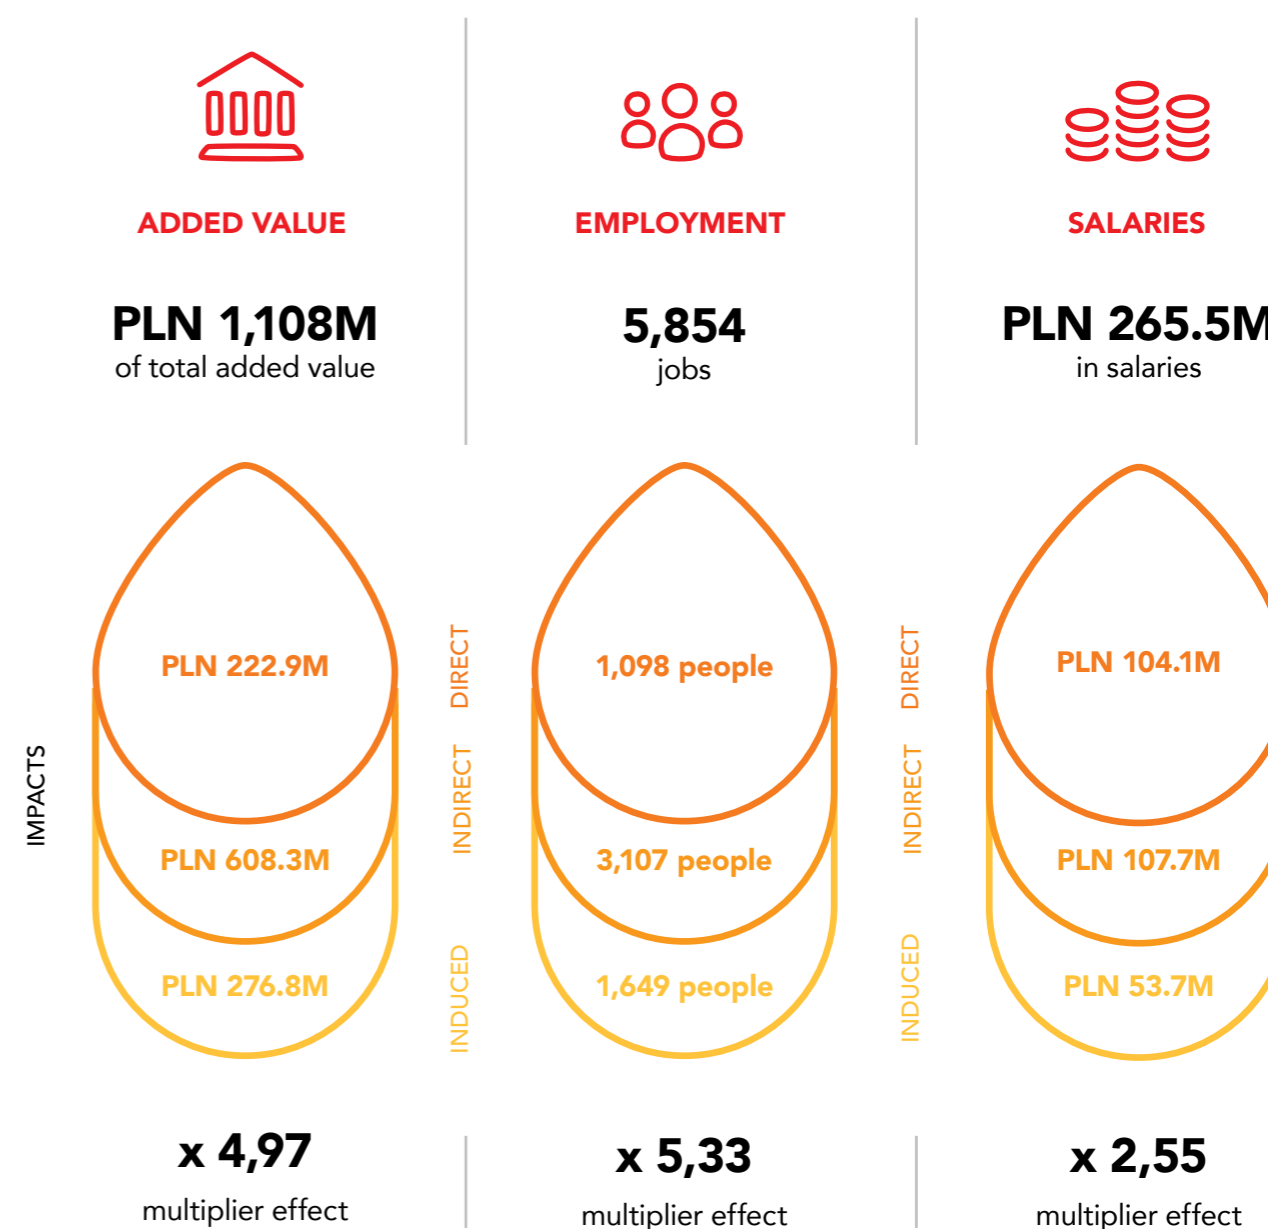 ADDED VALUE
PLN 1,108M
of total added value
EMPLOYMENT
5,854
jobs
SALARIES
PLN 265.5M
in salaries
IMPACTS
PLN 222.9M
PLN 608.3M
PLN 276.8M
DIRECT
INDIRECT
INDUCED
1,098 people
3,107 people
1,649 people
DIRECT
INDIRECT
INDUCED
PLN 104.1M
PLN 107.7M
PLN 53.7M
x 4,97
multiplier effect
x 5,33
multiplier effect
x 2,55
multiplier effect